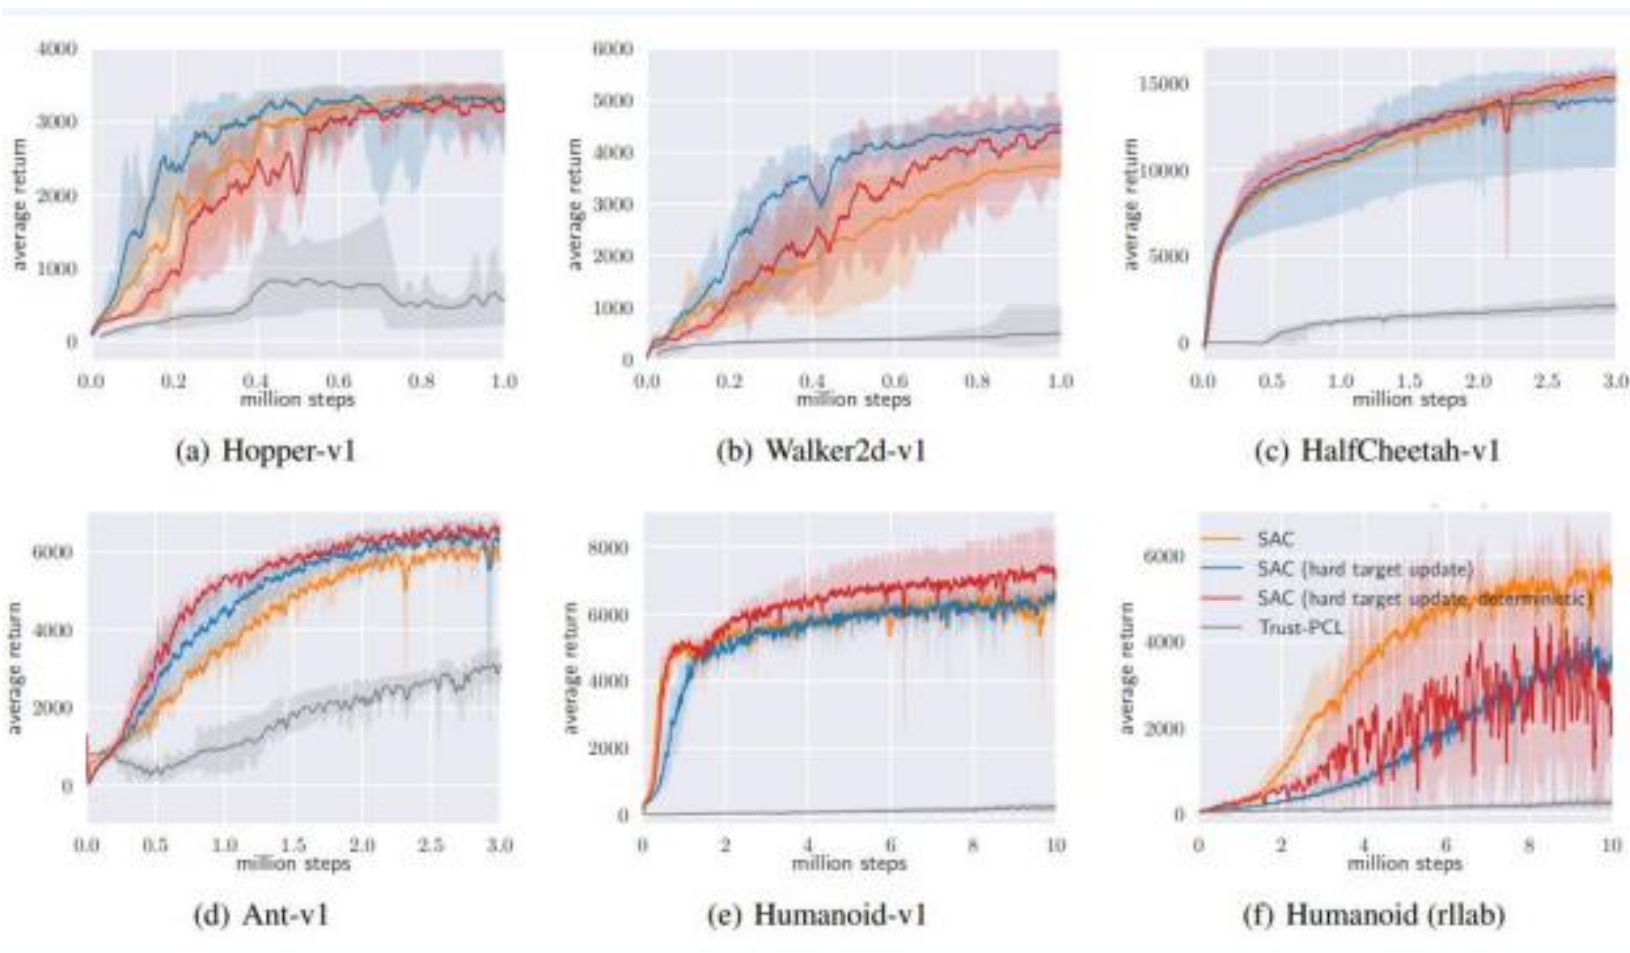 4000
3000
2000
1000
0
average return
0.0 0.2 0.4 0.6 0.8 1.0
million steps
(a) Hopper-v1
6000
5000
4000
3000
2000
1000
0
average return
0.0 0.2 0.4 0.6 0.8 1.0
million steps
(b) Walker2d-v1
15000
10000
5000
0
average return
0.0 0.5 1.0 1.5 2.0 2.5 3.0
million steps
(c) HalfCheetah-v1
6000
4000
2000
0
average return
0.0 0.5 1.0 1.5 2.0 2.5 3.0
million steps
(d) Ant-v1
8000
6000
4000
2000
0
average return
0 2 4 6 8 10
million steps
(e) Humanoid-v1
SAC
SAC (hard target update)
SAC (hard target update, deterministic)
Trust-PCL
6000
4000
2000
0
average return
0 2 4 6 8 10
million steps
(f) Humanoid (rllab)